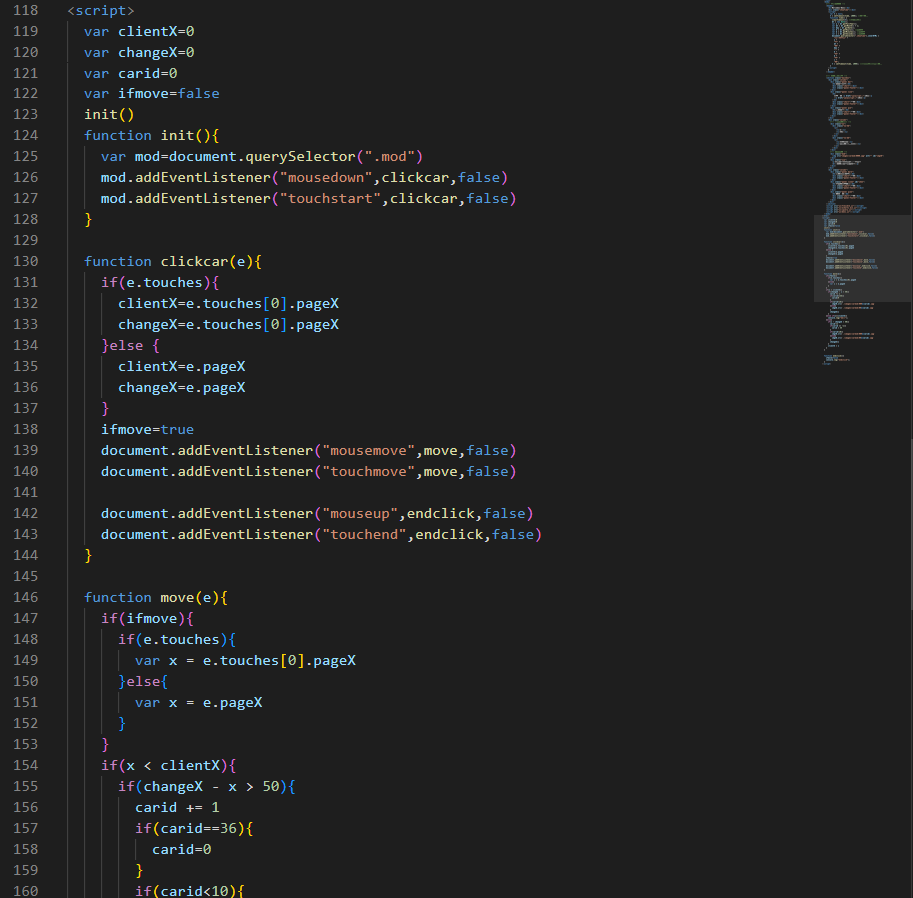 118 <script>
119 var clientX=0
120 var changeX=0
121 var carid=0
122 var ifmove=false
123 init()
124 function init(){
125 var mod=document.querySelector(".mod")
126 mod.addEventListener("mousedown",clickcar,false)
127 mod.addEventListener("touchstart",clickcar,false)
128 }
129
130 function clickcar(e){
131 if(e.touches){
132 clientX=e.touches[0].pageX
133 changeX=e.touches[0].pageX
134 }else {
135 clientX=e.pageX
136 changeX=e.pageX
137 }
138 ifmove=true
139 document.addEventListener("mousemove",move,false)
140 document.addEventListener("touchmove",move,false)
141
142 document.addEventListener("mouseup",endclick,false)
143 document.addEventListener("touchend",endclick,false)
144 }
145
146 function move(e){
147 if(ifmove){
148 if(e.touches){
149 var x = e.touches[0].pageX
150 }else{
151 var x = e.pageX
152 }
153 }
154 if(x < clientX){
155 if(changeX - x > 50){
156 carid += 1
157 if(carid==36){
158 carid=0
159 }
160 if(carid<10){